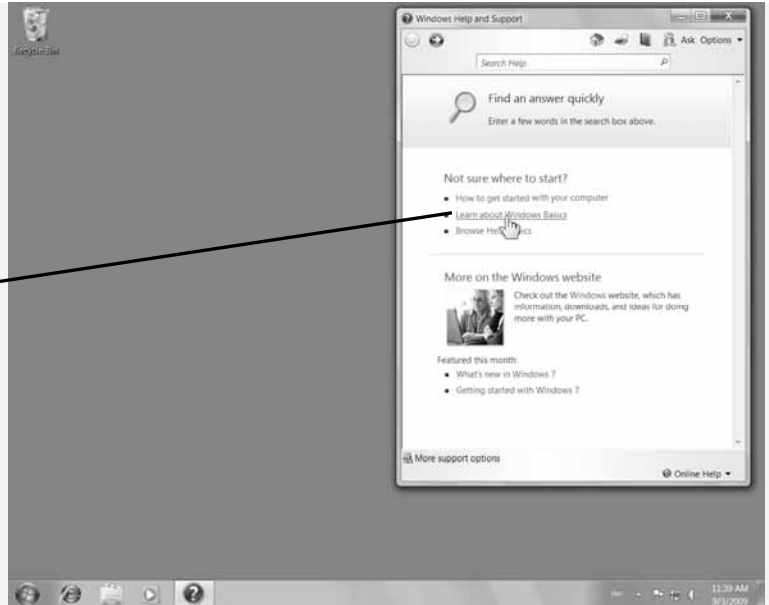 Recycle Bin
Windows Help and Support
Ask Options
Search Help
Find an answer quickly
Enter a few words in the search box above.
Not sure where to start?
How to get started with your computer
Learn about Windows Basics
Browse Help
More on the Windows website
Check out the Windows website, which has
information, downloads, and ideas for doing
more with your PC.
Featured this month:
What's new in Windows 7
Getting started with Windows 7
More support options
Online Help
11:39 AM
9/3/2009